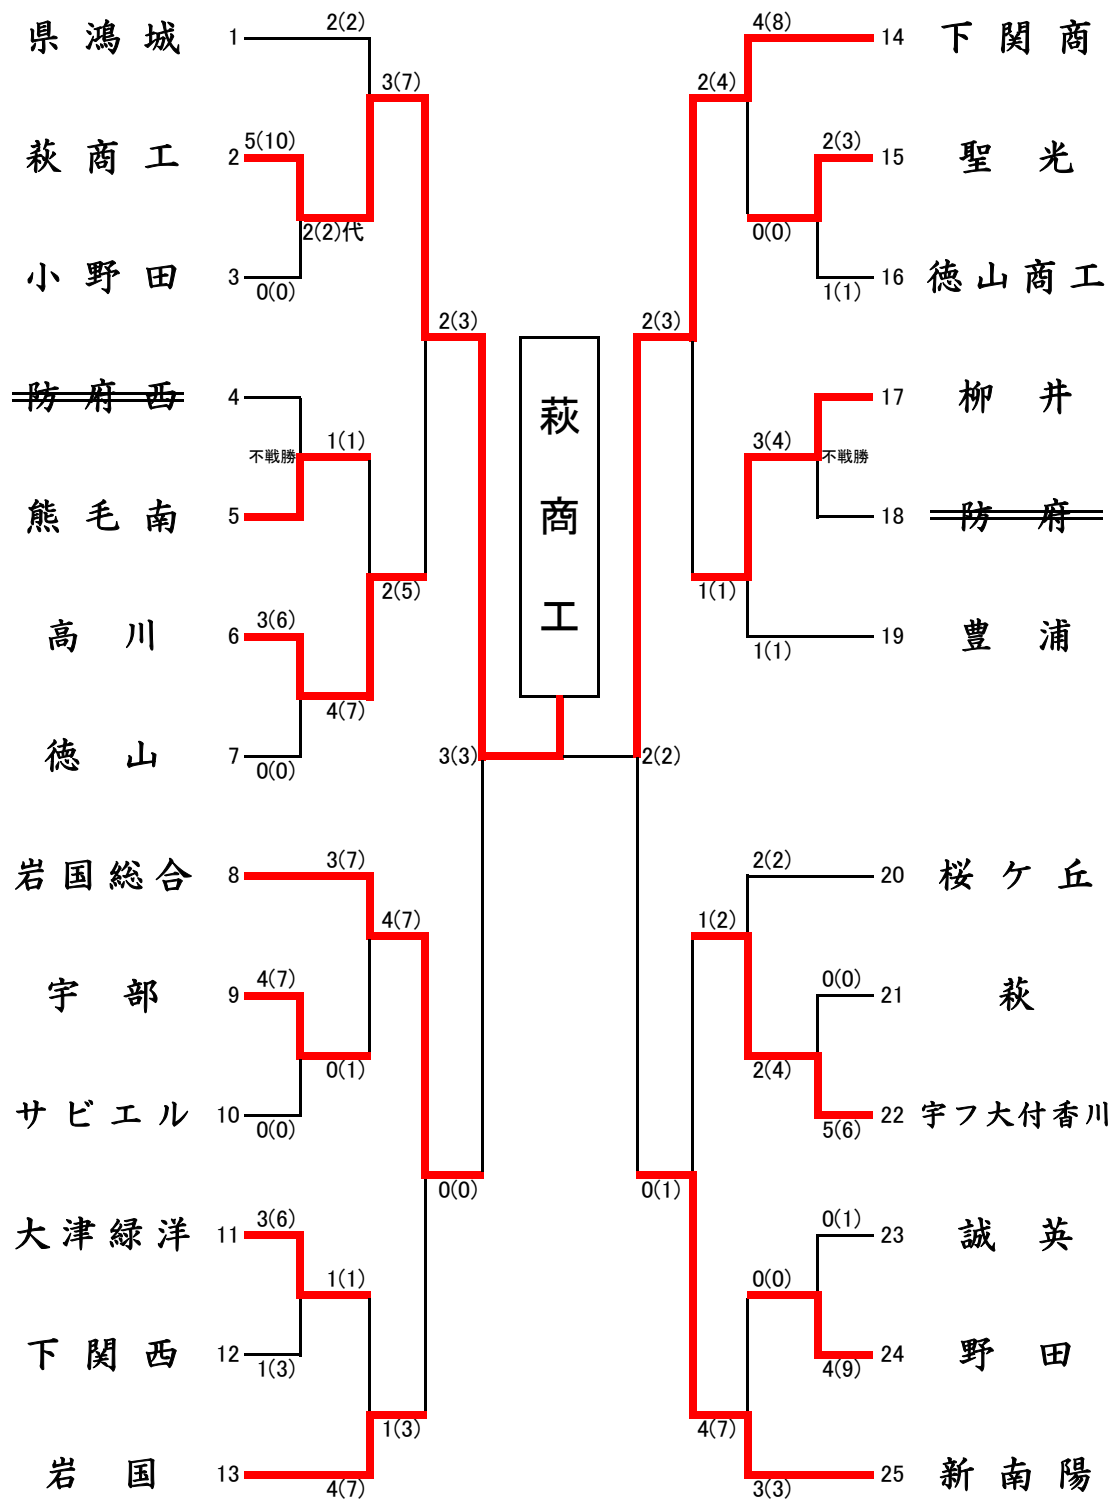 県鴻城 1 2(2)
萩商工 2 5(10)
2(2)代
3(7)
小野田 3 0(0)
2(3)
防府西 4
不戦勝
1(1)
熊毛南 5
2(5)
高川 6 3(6)
4(7)
徳山 7 0(0)
3(3)
岩国総合 8 3(7)
4(7)
宇部 9 4(7)
0(1)
サビエル 10 0(0)
0(0)
大津緑洋 11 3(6)
1(1)
下関西 12 1(3)
1(3)
岩国 13 4(7)
萩商工
4(8) 14 下関商
2(4)
2(3) 15 聖光
0(0)
1(1) 16 徳山商工
2(3)
17 柳井
3(4)
不戦勝
18 防府
1(1)
1(1) 19 豊浦
2(2)
2(2) 20 桜ケ丘
1(2)
0(0) 21 萩
2(4)
5(6) 22 宇フ大付香川
0(1)
0(1) 23 誠英
0(0)
4(9) 24 野田
4(7)
3(3) 25 新南陽